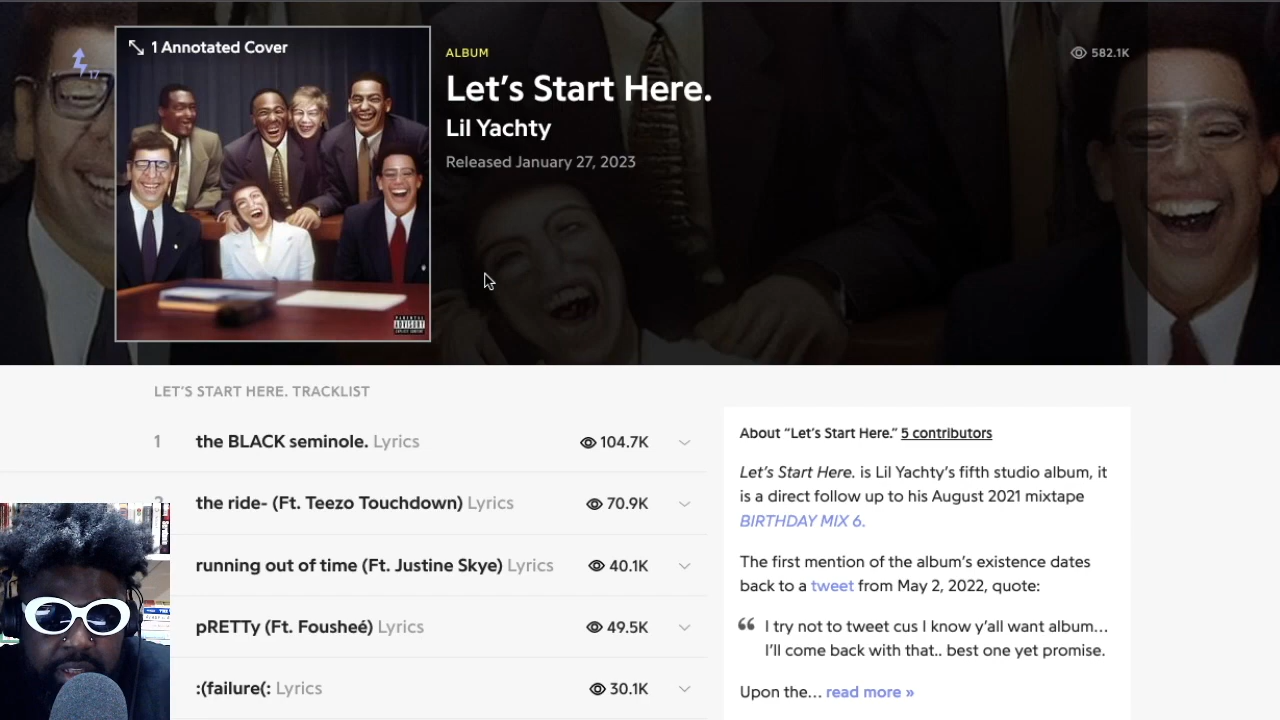 1 Annotated Cover
17
PARENTAL
ADVISORY
EXPLICIT CONTENT
ALBUM
582.1K
Let’s Start Here.
Lil Yachty
Released January 27, 2023
LET’S START HERE. TRACKLIST
1 the BLACK seminole. Lyrics 104.7K
the ride- (Ft. Teezo Touchdown) Lyrics 70.9K
running out of time (Ft. Justine Skye) Lyrics 40.1K
pRETTy (Ft. Fousheé) Lyrics 49.5K
:(failure(: Lyrics 30.1K
About “Let’s Start Here.” 5 contributors
Let’s Start Here. is Lil Yachty’s fifth studio album, it
is a direct follow up to his August 2021 mixtape
BIRTHDAY MIX 6.
The first mention of the album’s existence dates
back to a tweet from May 2, 2022, quote:
“ I try not to tweet cus I know y’all want album…
I’ll come back with that.. best one yet promise.
Upon the… read more »